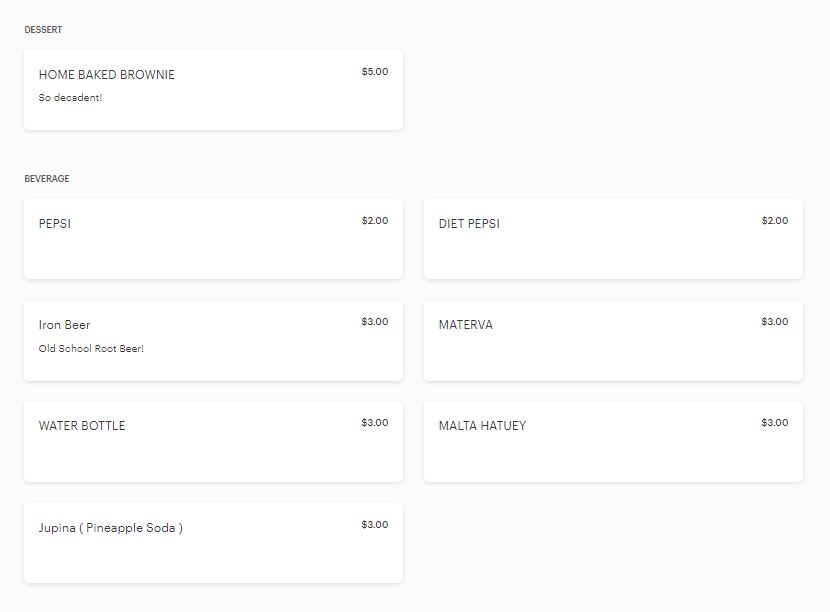 DESSERT
HOME BAKED BROWNIE $5.00
So decadent!
BEVERAGE
PEPSI $2.00
DIET PEPSI $2.00
Iron Beer $3.00
Old School Root Beer!
MATERVA $3.00
WATER BOTTLE $3.00
MALTA HATUEY $3.00
Jupina ( Pineapple Soda ) $3.00